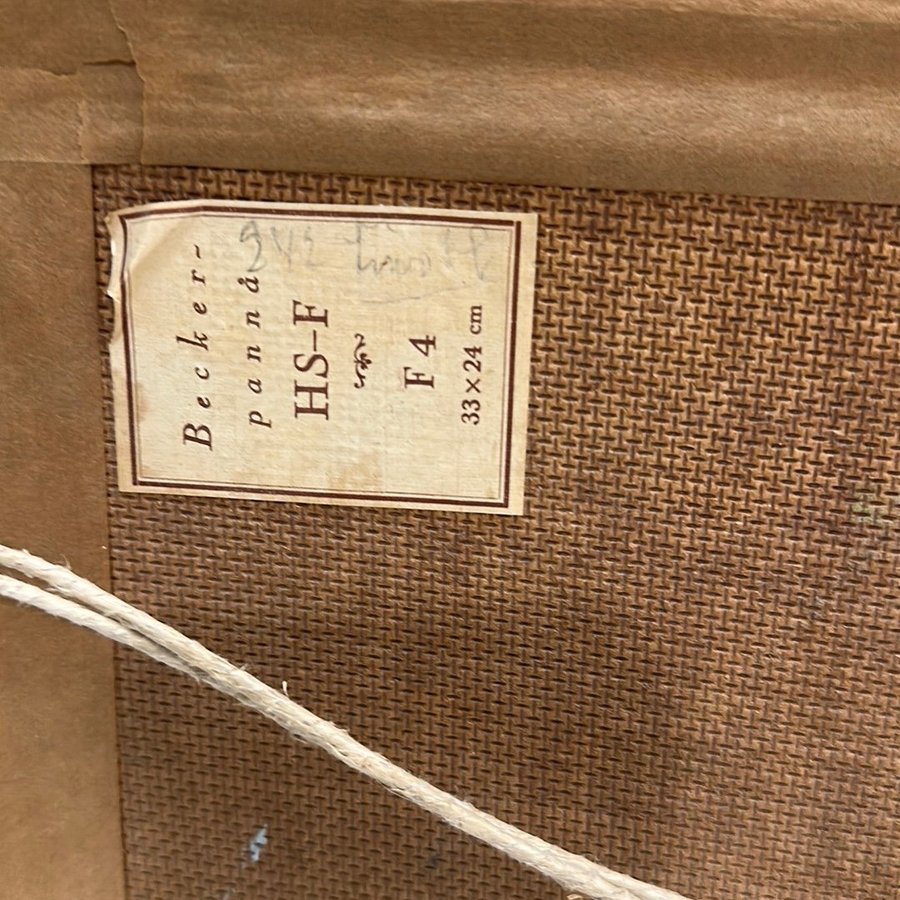 Becker-
pannå
HS-F
F 4
33 × 24 cm